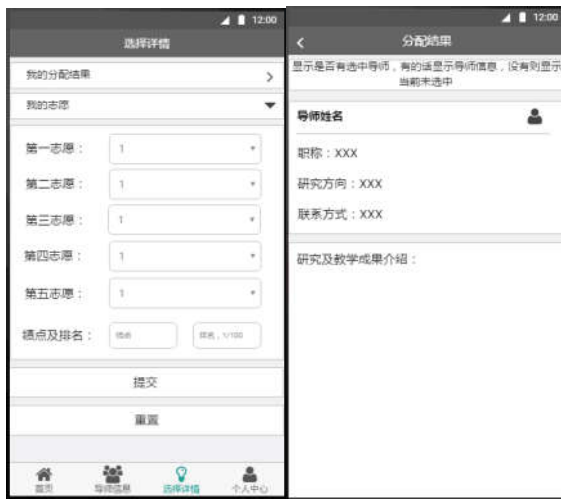 12:00
选择详情
我的分配结果
我的志愿
第一志愿： 1
第二志愿： 1
第三志愿： 1
第四志愿： 1
第五志愿： 1
绩点及排名： 绩点 排名，1/100
提交
重置
首页 导师信息 选择详情 个人中心
12:00
分配结果
显示是否有选中导师，有的话显示导师信息，没有则显示
当前未选中
导师姓名
职称：XXX
研究方向：XXX
联系方式：XXX
研究及教学成果介绍：